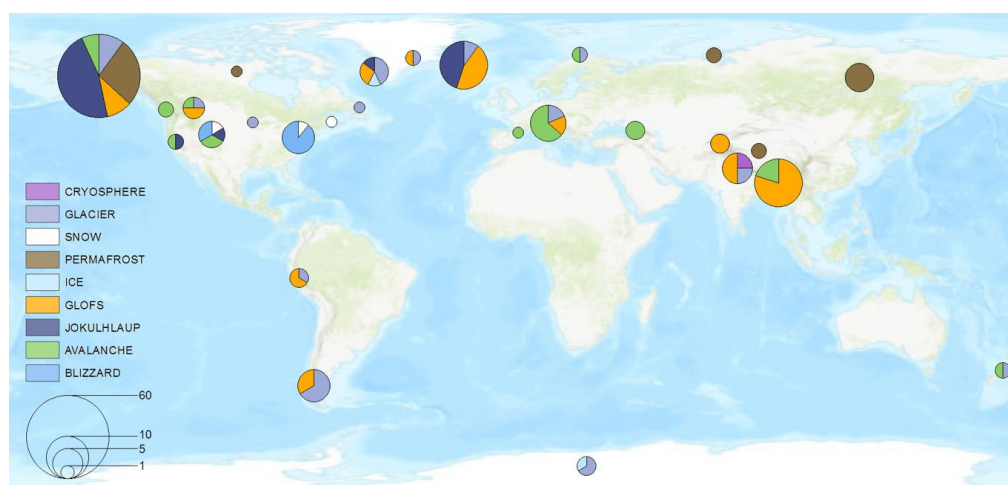 CRYOSPHERE
GLACIER
SNOW
PERMAFROST
ICE
GLOFS
JOKULHLAUP
AVALANCHE
BLIZZARD
60
10
5
1